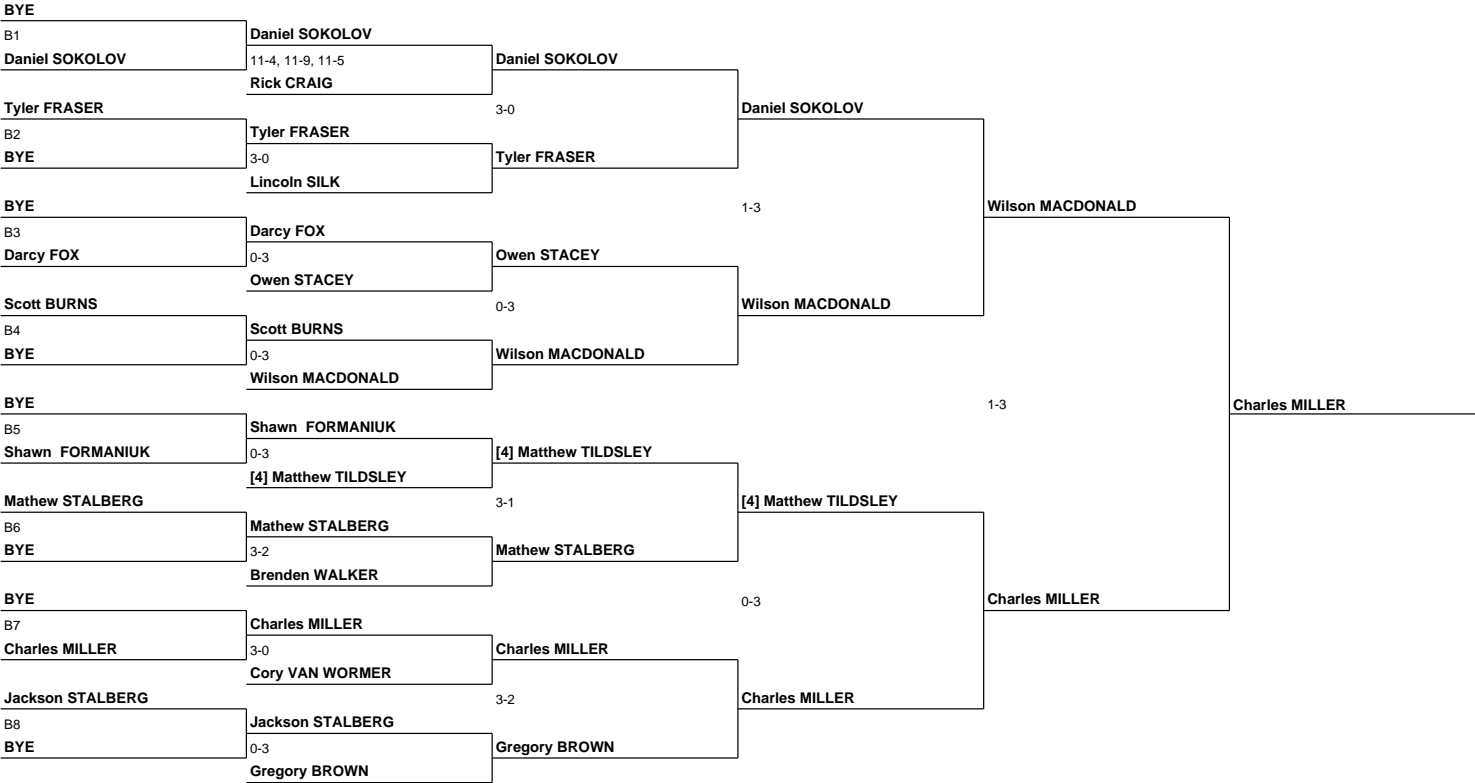 BYE
B1
Daniel SOKOLOV
Tyler FRASER
B2
BYE
BYE
B3
Darcy FOX
Scott BURNS
B4
BYE
BYE
B5
Shawn  FORMANIUK
Mathew STALBERG
B6
BYE
BYE
B7
Charles MILLER
Jackson STALBERG
B8
BYE
Daniel SOKOLOV
11-4, 11-9, 11-5
Rick CRAIG
Tyler FRASER
3-0
Lincoln SILK
Darcy FOX
0-3
Owen STACEY
Scott BURNS
0-3
Wilson MACDONALD
Shawn  FORMANIUK
0-3
[4] Matthew TILDSLEY
Mathew STALBERG
3-2
Brenden WALKER
Charles MILLER
3-0
Cory VAN WORMER
Jackson STALBERG
0-3
Gregory BROWN
Daniel SOKOLOV
3-0
Tyler FRASER
Owen STACEY
0-3
Wilson MACDONALD
[4] Matthew TILDSLEY
3-1
Mathew STALBERG
Charles MILLER
3-2
Gregory BROWN
Daniel SOKOLOV
1-3
Wilson MACDONALD
[4] Matthew TILDSLEY
0-3
Charles MILLER
Wilson MACDONALD
1-3
Charles MILLER
Charles MILLER